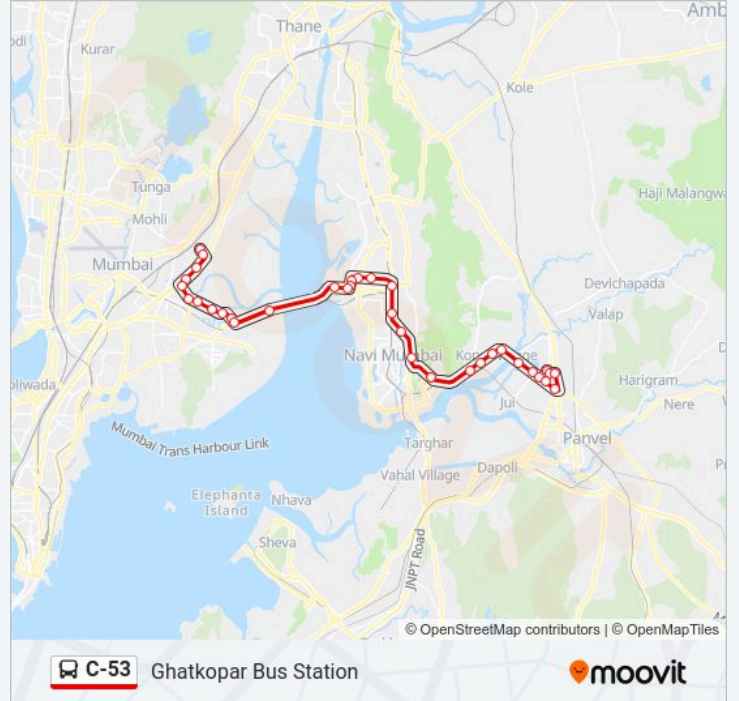 Thane
Amb
odi
Kurar
Kole
Tunga
Haji Malangwa
Mohli
Mumbai
Devichapada
Valap
Navi Mumbai
oliwada
Harigram
Jui
Nere
Mumbai Trans Harbour Link
Targhar
Panvel
Vahal Village
Dapoli
Elephanta
Island
Nhava
Sheva
JNPT Road
© OpenStreetMap contributors | © OpenMapTiles
C-53 Ghatkopar Bus Station
moovit